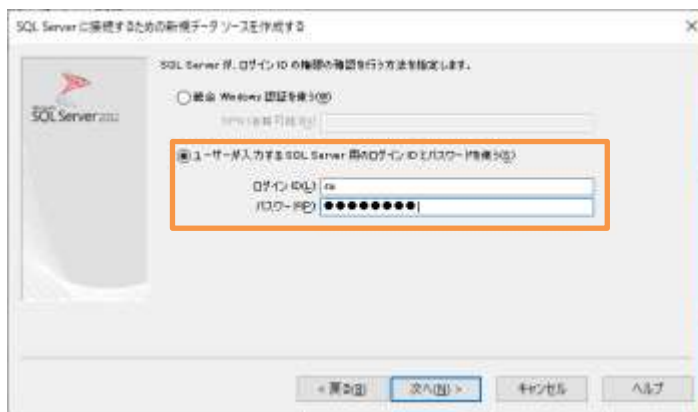 SQL Server に接続するための新規データ ソースを作成する
SQL Server が、ログイン ID の権限の確認を行う方法を指定します。
統合 Windows 認証を使う(W)
ユーザーが入力する SQL Server 用のログイン ID とパスワードを使う(S)
ログイン ID(L)
パスワード(P) ●●●●●●●●
SQL Server 2012
< 戻る(B)
次へ(N) >
キャンセル
ヘルプ